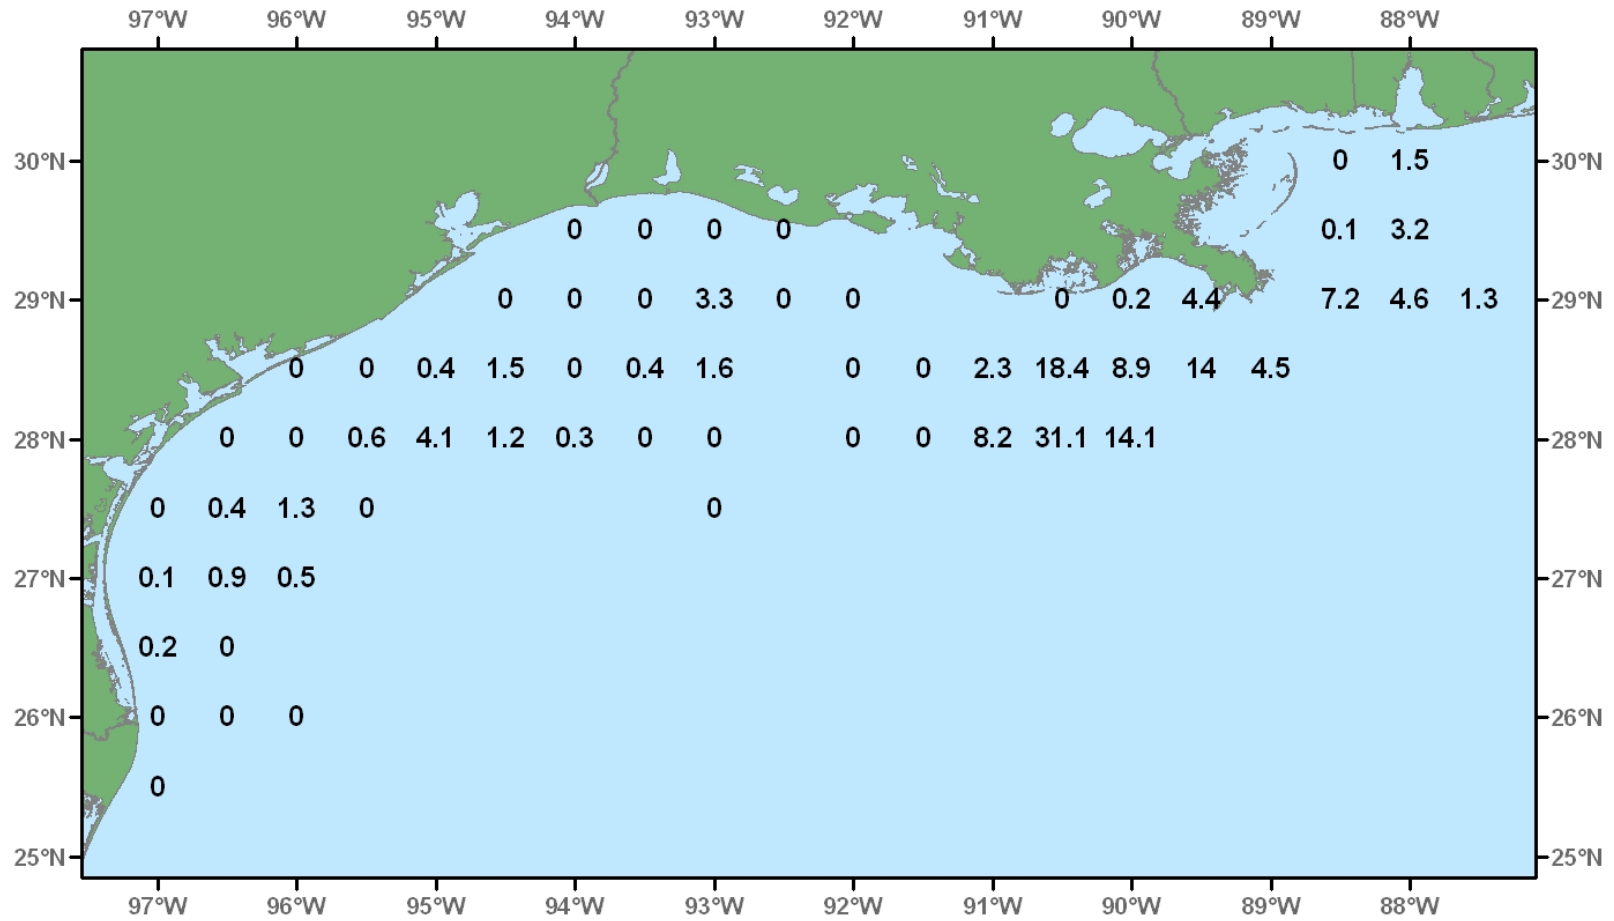 97°W 96°W 95°W 94°W 93°W 92°W 91°W 90°W 89°W 88°W
30°N 0 1.5 30°N
0 0 0 0 0.1 3.2
29°N 0 0 0 3.3 0 0 0 0.2 4.4 7.2 4.6 1.3 29°N
0 0 0.4 1.5 0 0.4 1.6 0 0 2.3 18.4 8.9 14 4.5
28°N 0 0 0.6 4.1 1.2 0.3 0 0 0 0 8.2 31.1 14.1 28°N
0 0.4 1.3 0 0
27°N 0.1 0.9 0.5 27°N
0.2 0
26°N 0 0 0 26°N
0
25°N 25°N
97°W 96°W 95°W 94°W 93°W 92°W 91°W 90°W 89°W 88°W